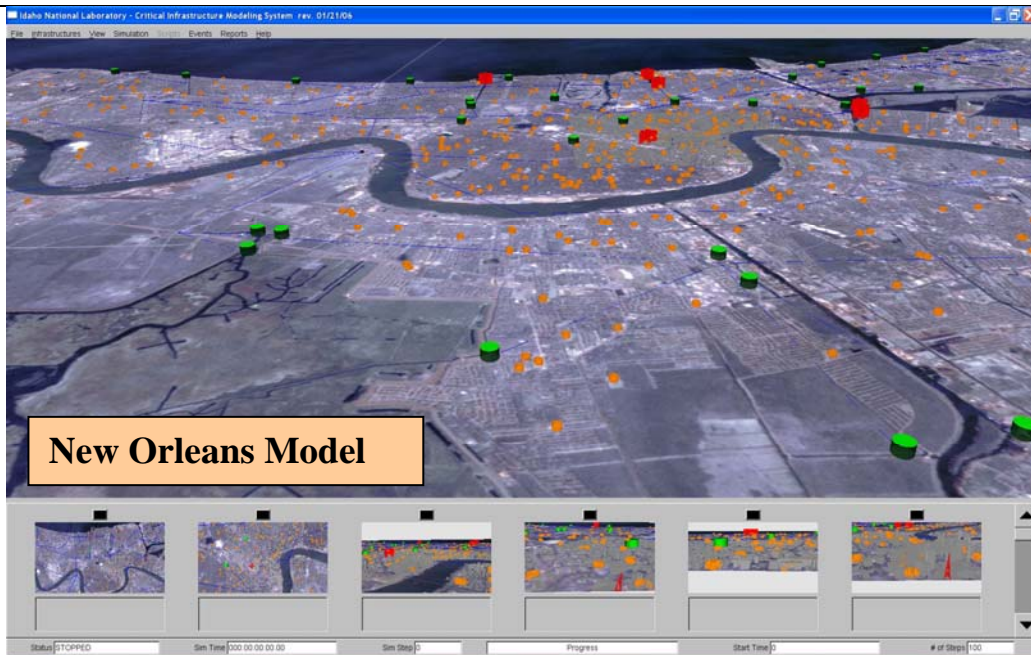 Idaho National Laboratory - Critical Infrastructure Modeling System rev. 01/21/06
File Infrastructures View Simulation Scripts Events Reports Help
New Orleans Model
Status STOPPED Sim Time 000:00:00:00.00 Sim Step 0 Progress Start Time 0 # of Steps 100